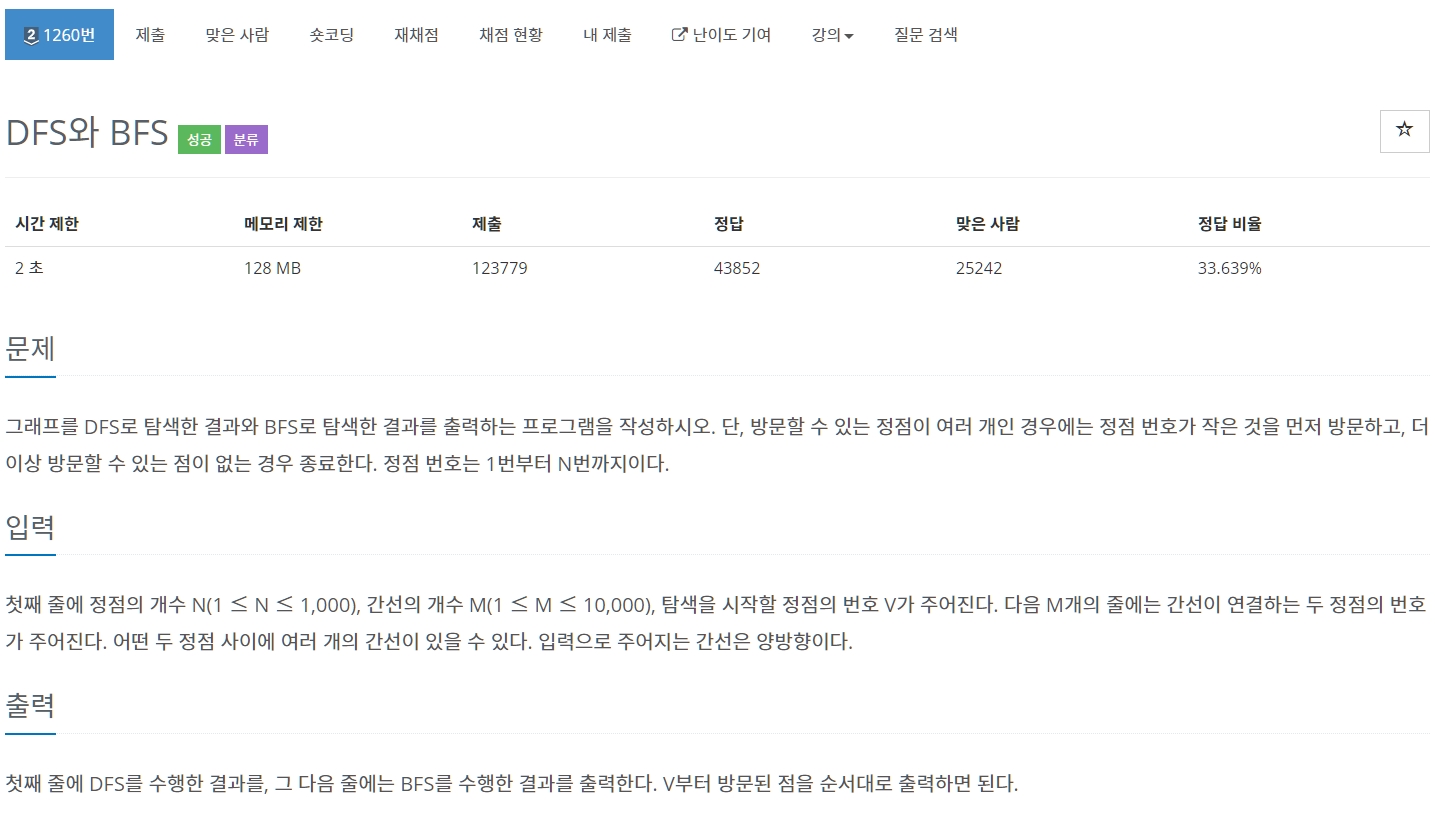 2 1260번 제출 맞은 사람 숏코딩 재채점 채점 현황 내 제출 난이도 기여 강의 질문 검색
DFS와 BFS 성공 분류
시간 제한 메모리 제한 제출 정답 맞은 사람 정답 비율
2 초 128 MB 123779 43852 25242 33.639%
문제
그래프를 DFS로 탐색한 결과와 BFS로 탐색한 결과를 출력하는 프로그램을 작성하시오. 단, 방문할 수 있는 정점이 여러 개인 경우에는 정점 번호가 작은 것을 먼저 방문하고, 더
이상 방문할 수 있는 점이 없는 경우 종료한다. 정점 번호는 1번부터 N번까지이다.
입력
첫째 줄에 정점의 개수 N(1 ≤ N ≤ 1,000), 간선의 개수 M(1 ≤ M ≤ 10,000), 탐색을 시작할 정점의 번호 V가 주어진다. 다음 M개의 줄에는 간선이 연결하는 두 정점의 번호
가 주어진다. 어떤 두 정점 사이에 여러 개의 간선이 있을 수 있다. 입력으로 주어지는 간선은 양방향이다.
출력
첫째 줄에 DFS를 수행한 결과를, 그 다음 줄에는 BFS를 수행한 결과를 출력한다. V부터 방문된 점을 순서대로 출력하면 된다.